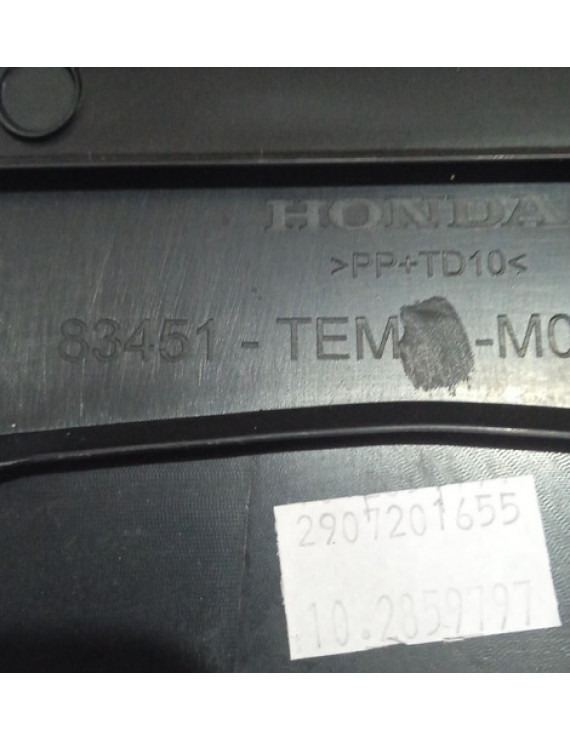 HONDA
>PP+TD10<
83451 - TEM -M0
2907201655
10.2859797